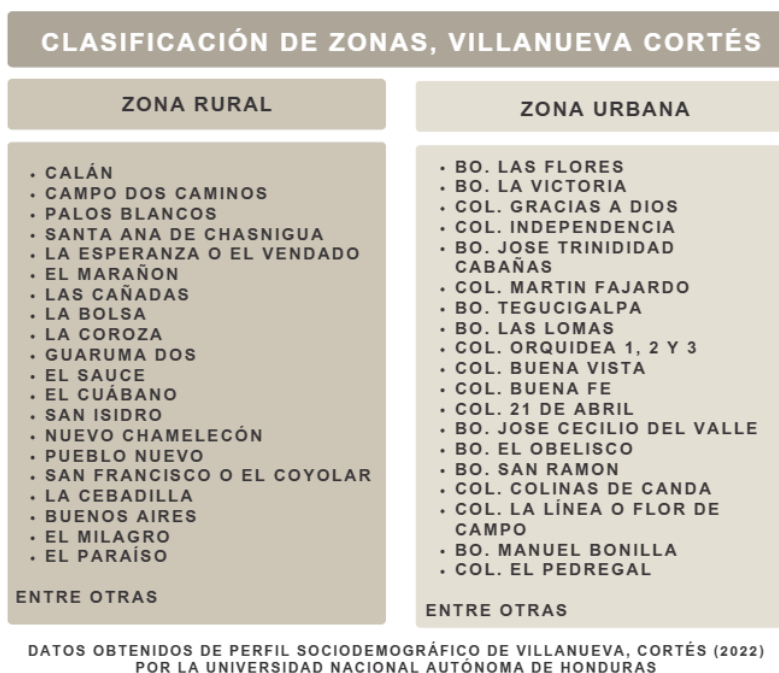 CLASIFICACIÓN DE ZONAS, VILLANUEVA CORTÉS
ZONA RURAL
• CALÁN
• CAMPO DOS CAMINOS
• PALOS BLANCOS
• SANTA ANA DE CHASNIGUA
• LA ESPERANZA O EL VENDADO
• EL MARAÑON
• LAS CAÑADAS
• LA BOLSA
• LA COROZA
• GUARUMA DOS
• EL SAUCE
• EL CUÁBANO
• SAN ISIDRO
• NUEVO CHAMELECÓN
• PUEBLO NUEVO
• SAN FRANCISCO O EL COYOLAR
• LA CEBADILLA
• BUENOS AIRES
• EL MILAGRO
• EL PARAÍSO
ENTRE OTRAS
ZONA URBANA
• BO. LAS FLORES
• BO. LA VICTORIA
• COL. GRACIAS A DIOS
• COL. INDEPENDENCIA
• BO. JOSE TRINIDIDAD
CABAÑAS
• COL. MARTIN FAJARDO
• BO. TEGUCIGALPA
• BO. LAS LOMAS
• COL. ORQUIDEA 1, 2 Y 3
• COL. BUENA VISTA
• COL. BUENA FE
• COL. 21 DE ABRIL
• BO. JOSE CECILIO DEL VALLE
• BO. EL OBELISCO
• BO. SAN RAMON
• COL. COLINAS DE CANDA
• COL. LA LÍNEA O FLOR DE
CAMPO
• BO. MANUEL BONILLA
• COL. EL PEDREGAL
ENTRE OTRAS
DATOS OBTENIDOS DE PERFIL SOCIODEMOGRÁFICO DE VILLANUEVA, CORTÉS (2022)
POR LA UNIVERSIDAD NACIONAL AUTÓNOMA DE HONDURAS